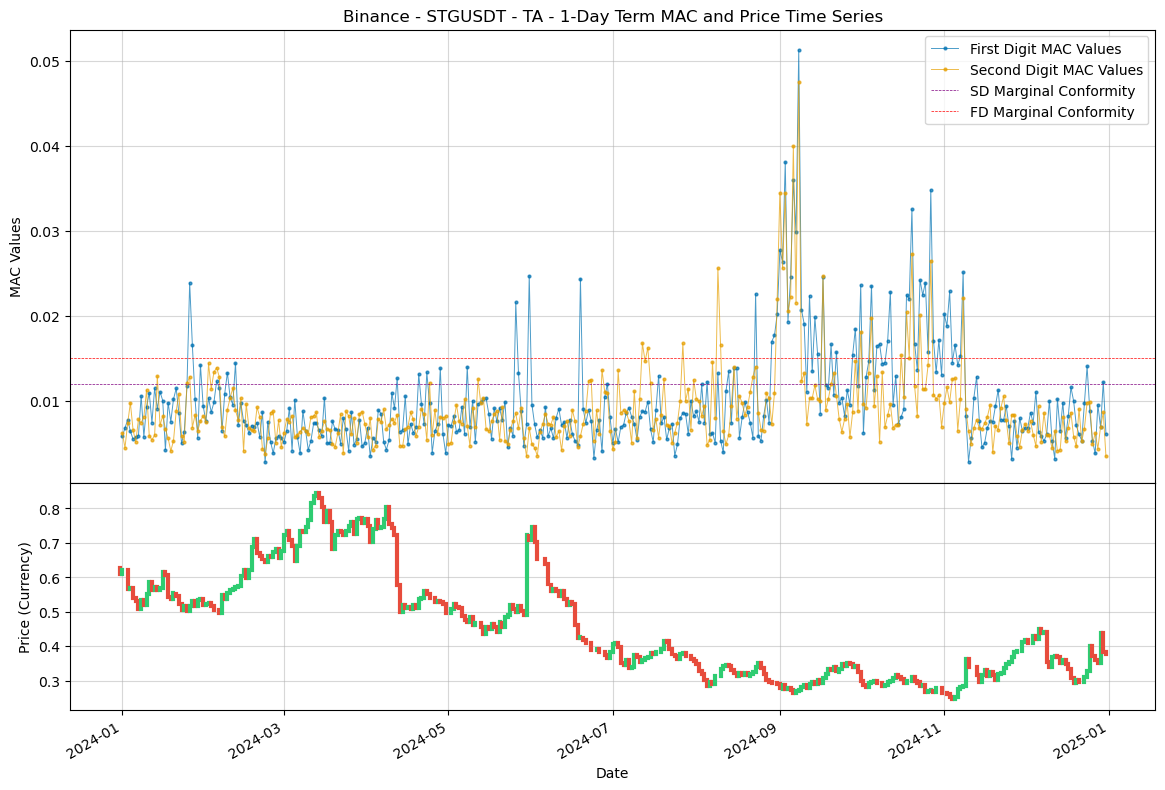 Binance - STGUSDT - TA - 1-Day Term MAC and Price Time Series
First Digit MAC Values
Second Digit MAC Values
SD Marginal Conformity
FD Marginal Conformity
MAC Values
0.05
0.04
0.03
0.02
0.01
Price (Currency)
0.8
0.7
0.6
0.5
0.4
0.3
2024-01
2024-03
2024-05
2024-07
2024-09
2024-11
2025-01
Date